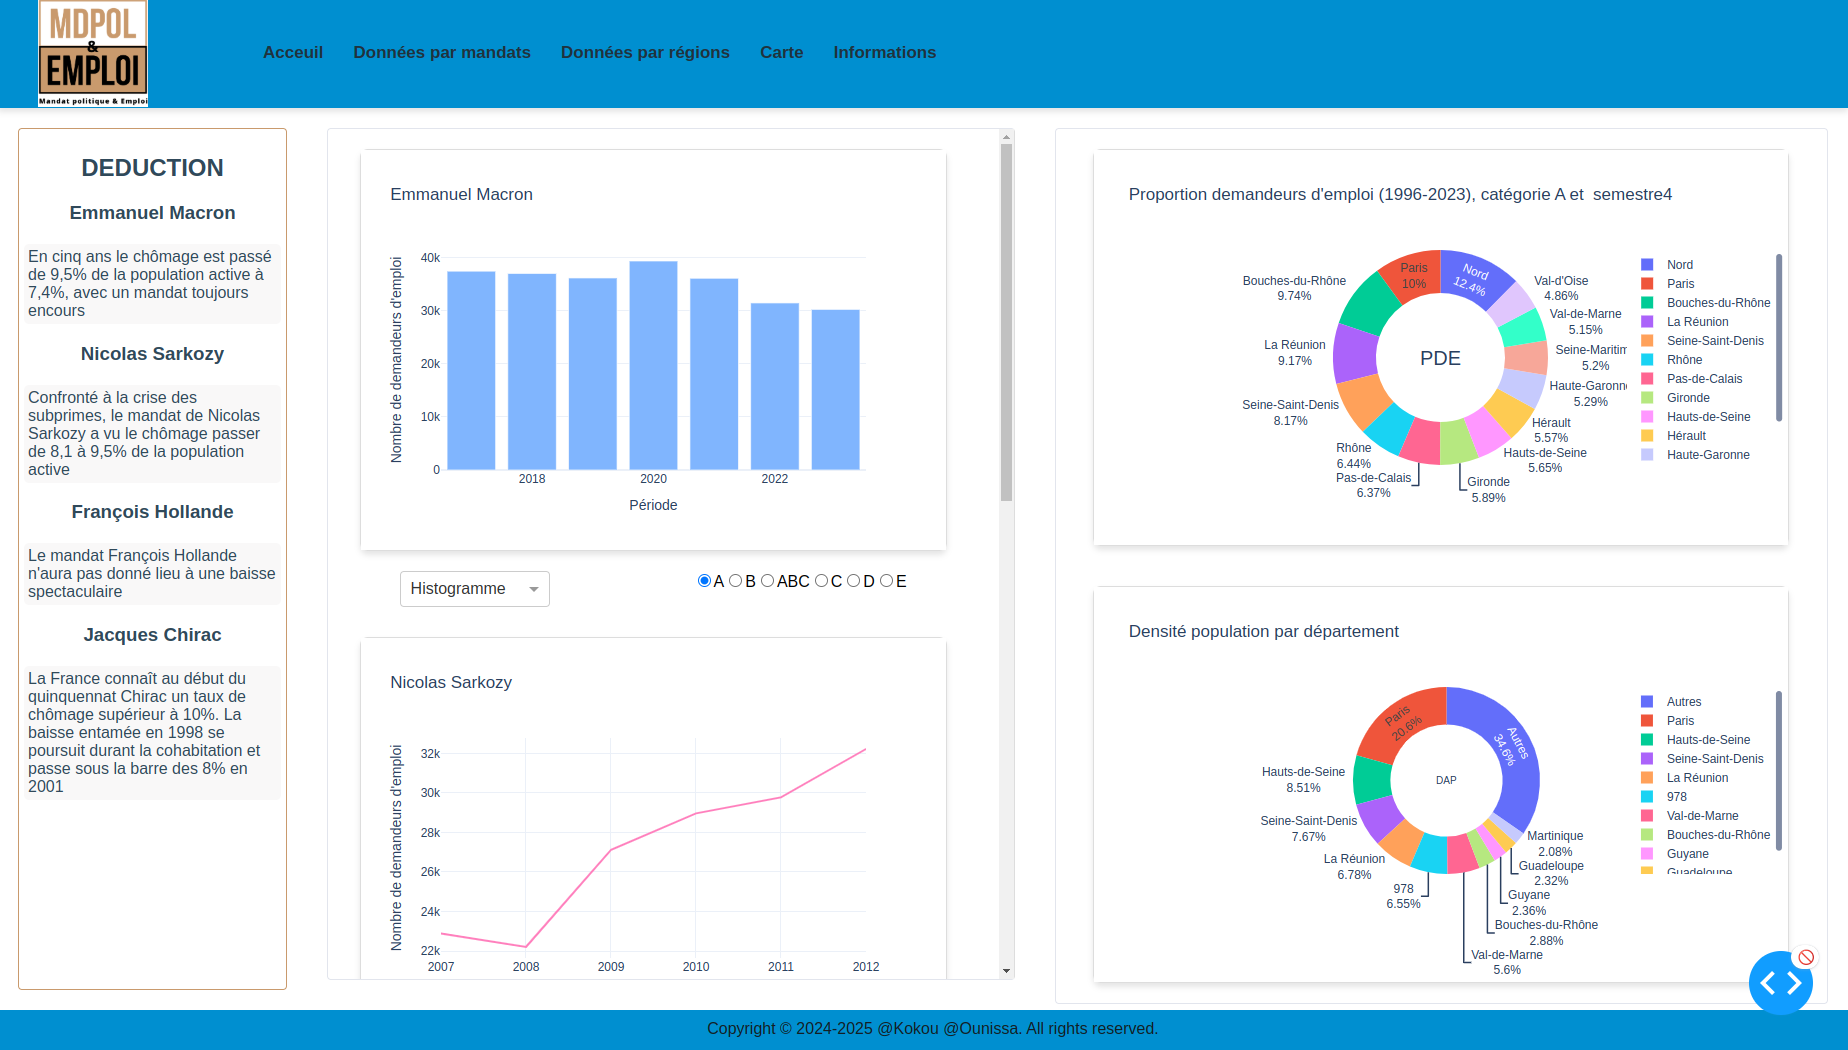 MDPOL
&
EMPLOI
Mandat politique & Emploi
Acceuil
Données par mandats
Données par régions
Carte
Informations
DEDUCTION
Emmanuel Macron
En cinq ans le chômage est passé
de 9,5% de la population active à
7,4%, avec un mandat toujours
encours
Nicolas Sarkozy
Confronté à la crise des
subprimes, le mandat de Nicolas
Sarkozy a vu le chômage passer
de 8,1 à 9,5% de la population
active
François Hollande
Le mandat François Hollande
n'aura pas donné lieu à une baisse
spectaculaire
Jacques Chirac
La France connaît au début du
quinquennat Chirac un taux de
chômage supérieur à 10%. La
baisse entamée en 1998 se
poursuit durant la cohabitation et
passe sous la barre des 8% en
2001
Emmanuel Macron
Nombre de demandeurs d'emploi
40k
30k
20k
10k
0
2018
2020
2022
Période
Histogramme
A
B
ABC
C
D
E
Nicolas Sarkozy
Nombre de demandeurs d'emploi
32k
30k
28k
26k
24k
22k
2007
2008
2009
2010
2011
2012
Proportion demandeurs d'emploi (1996-2023), catégorie A et  semestre4
PDE
Nord
12.4%
Paris
10%
Bouches-du-Rhône
9.74%
La Réunion
9.17%
Seine-Saint-Denis
8.17%
Rhône
6.44%
Pas-de-Calais
6.37%
Gironde
5.89%
Hauts-de-Seine
5.65%
Hérault
5.57%
Haute-Garonn
5.29%
Seine-Maritim
5.2%
Val-de-Marne
5.15%
Val-d'Oise
4.86%
Nord
Paris
Bouches-du-Rhône
La Réunion
Seine-Saint-Denis
Rhône
Pas-de-Calais
Gironde
Hauts-de-Seine
Hérault
Haute-Garonne
Densité population par département
DAP
Autres
34.6%
Paris
20.6%
Hauts-de-Seine
8.51%
Seine-Saint-Denis
7.67%
La Réunion
6.78%
978
6.55%
Val-de-Marne
5.6%
Bouches-du-Rhône
2.88%
Guyane
2.36%
Guadeloupe
2.32%
Martinique
2.08%
Autres
Paris
Hauts-de-Seine
Seine-Saint-Denis
La Réunion
978
Val-de-Marne
Bouches-du-Rhône
Guyane
Guadeloupe
Copyright © 2024-2025 @Kokou @Ounissa. All rights reserved.